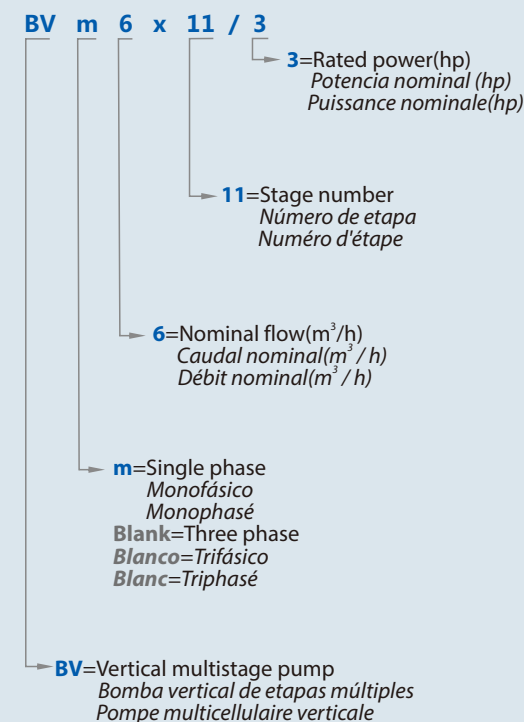 BV m 6 x 11 / 3
3=Rated power(hp)
Potencia nominal (hp)
Puissance nominale(hp)
11=Stage number
Número de etapa
Numéro d'étape
6=Nominal flow(m³/h)
Caudal nominal(m³ / h)
Débit nominal(m³ / h)
m=Single phase
Monofásico
Monophasé
Blank=Three phase
Blanco=Trifásico
Blanc=Triphasé
BV=Vertical multistage pump
Bomba vertical de etapas múltiples
Pompe multicellulaire verticale